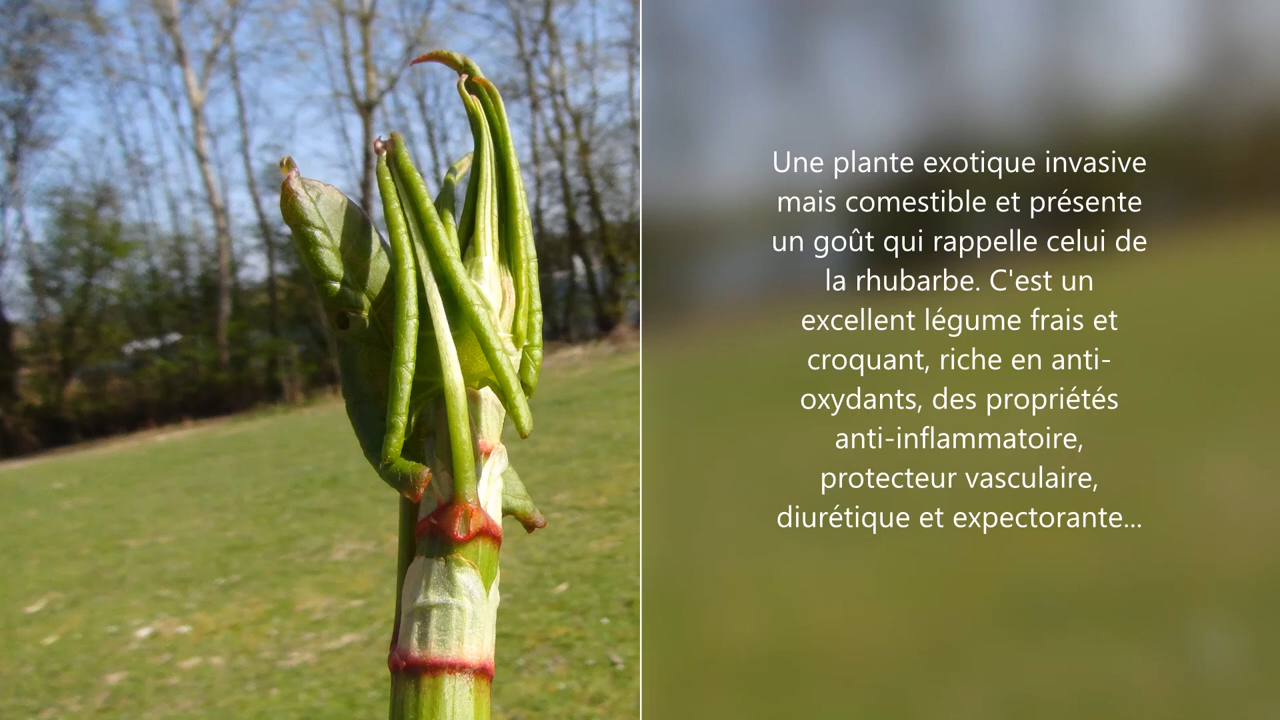 Une plante exotique invasive
mais comestible et présente
un goût qui rappelle celui de
la rhubarbe. C'est un
excellent légume frais et
croquant, riche en anti-
oxydants, des propriétés
anti-inflammatoire,
protecteur vasculaire,
diurétique et expectorante...